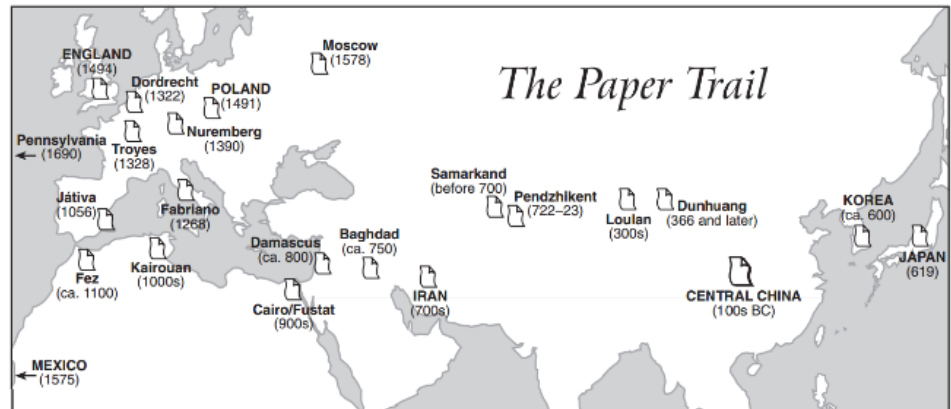 The Paper Trail
Moscow
(1578)
ENGLAND
(1494)
Dordrecht
(1322)
POLAND
(1491)
Nuremberg
(1390)
Pennsylvania
(1690)
Troyes
(1328)
Játiva
(1056)
Fabriano
(1268)
Fez
(ca. 1100)
Kairouan
(1000s)
Damascus
(ca. 800)
Baghdad
(ca. 750)
Cairo/Fustat
(900s)
IRAN
(700s)
Samarkand
(before 700)
Pendzhikent
(722–23)
Loulan
(300s)
Dunhuang
(366 and later)
KOREA
(ca. 600)
JAPAN
(619)
CENTRAL CHINA
(100s BC)
MEXICO
(1575)